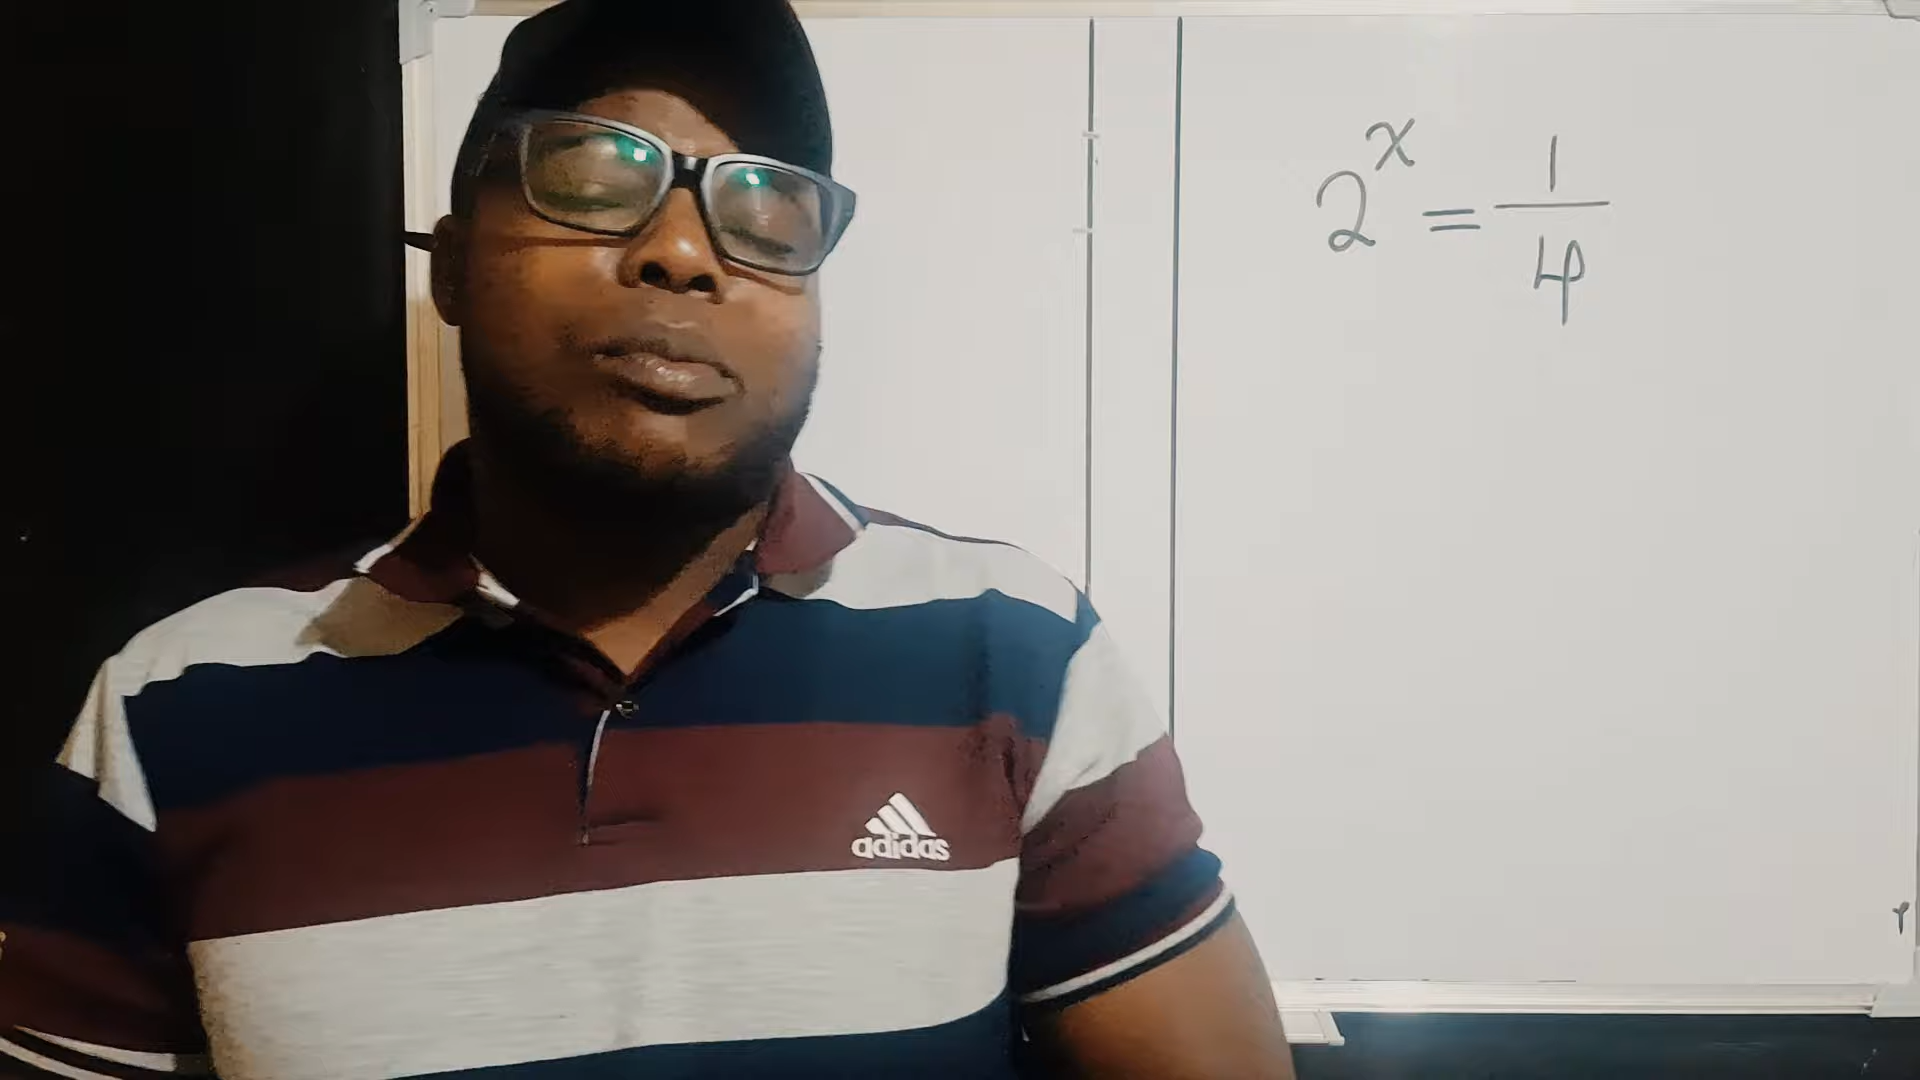 2^x = 1/4
adidas